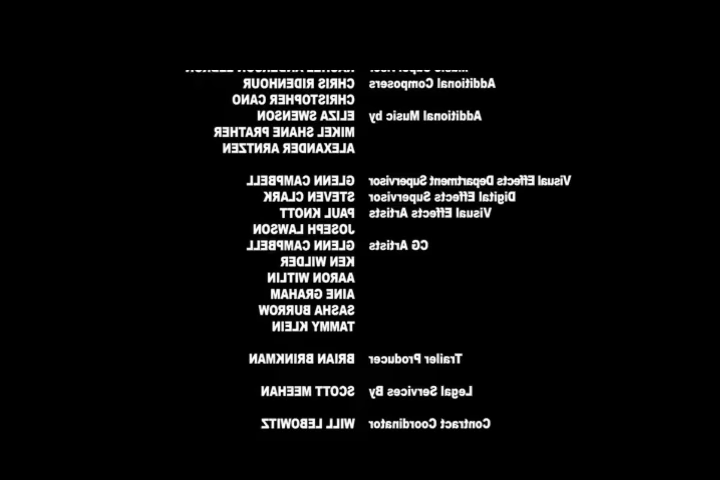 Additional Composers CHRIS RIDENHOUR
CHRISTOPHER CANO
Additional Music by ELIZA SWENSON
MIKEL SHANE PRATHER
ALEXANDER ARNTZEN
Visual Effects Department Supervisor GLENN CAMPBELL
Digital Effects Supervisor STEVEN CLARK
Visual Effects Artists PAUL KNOTT
JOSEPH LAWSON
CG Artists GLENN CAMPBELL
KEN WILDER
AARON WITLIN
AINE GRAHAM
SASHA BURROW
TAMMY KLEIN
Trailer Producer BRIAN BRINKMAN
Legal Services By SCOTT MEEHAN
Contract Coordinator WILL LEBOWITZ